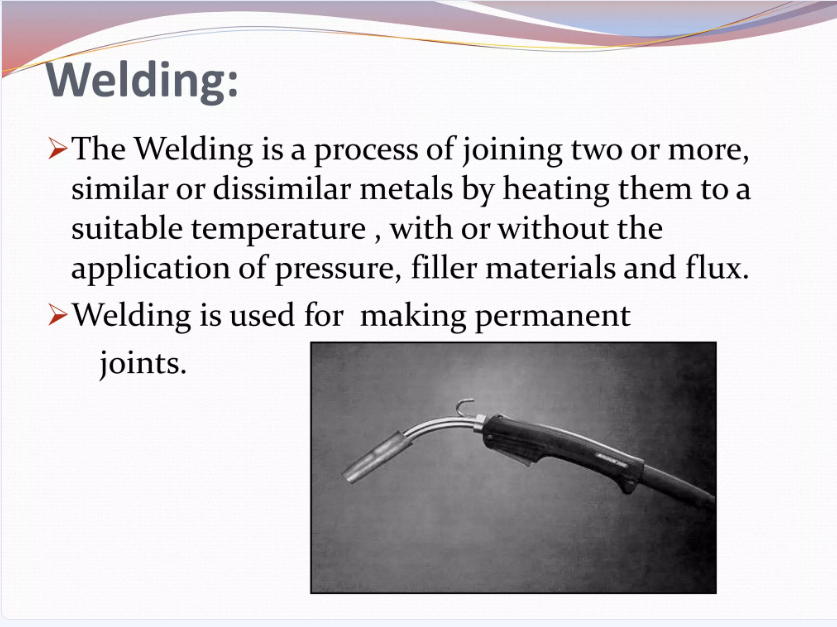 Welding:
The Welding is a process of joining two or more,
similar or dissimilar metals by heating them to a
suitable temperature , with or without the
application of pressure, filler materials and flux.
Welding is used for  making permanent
joints.